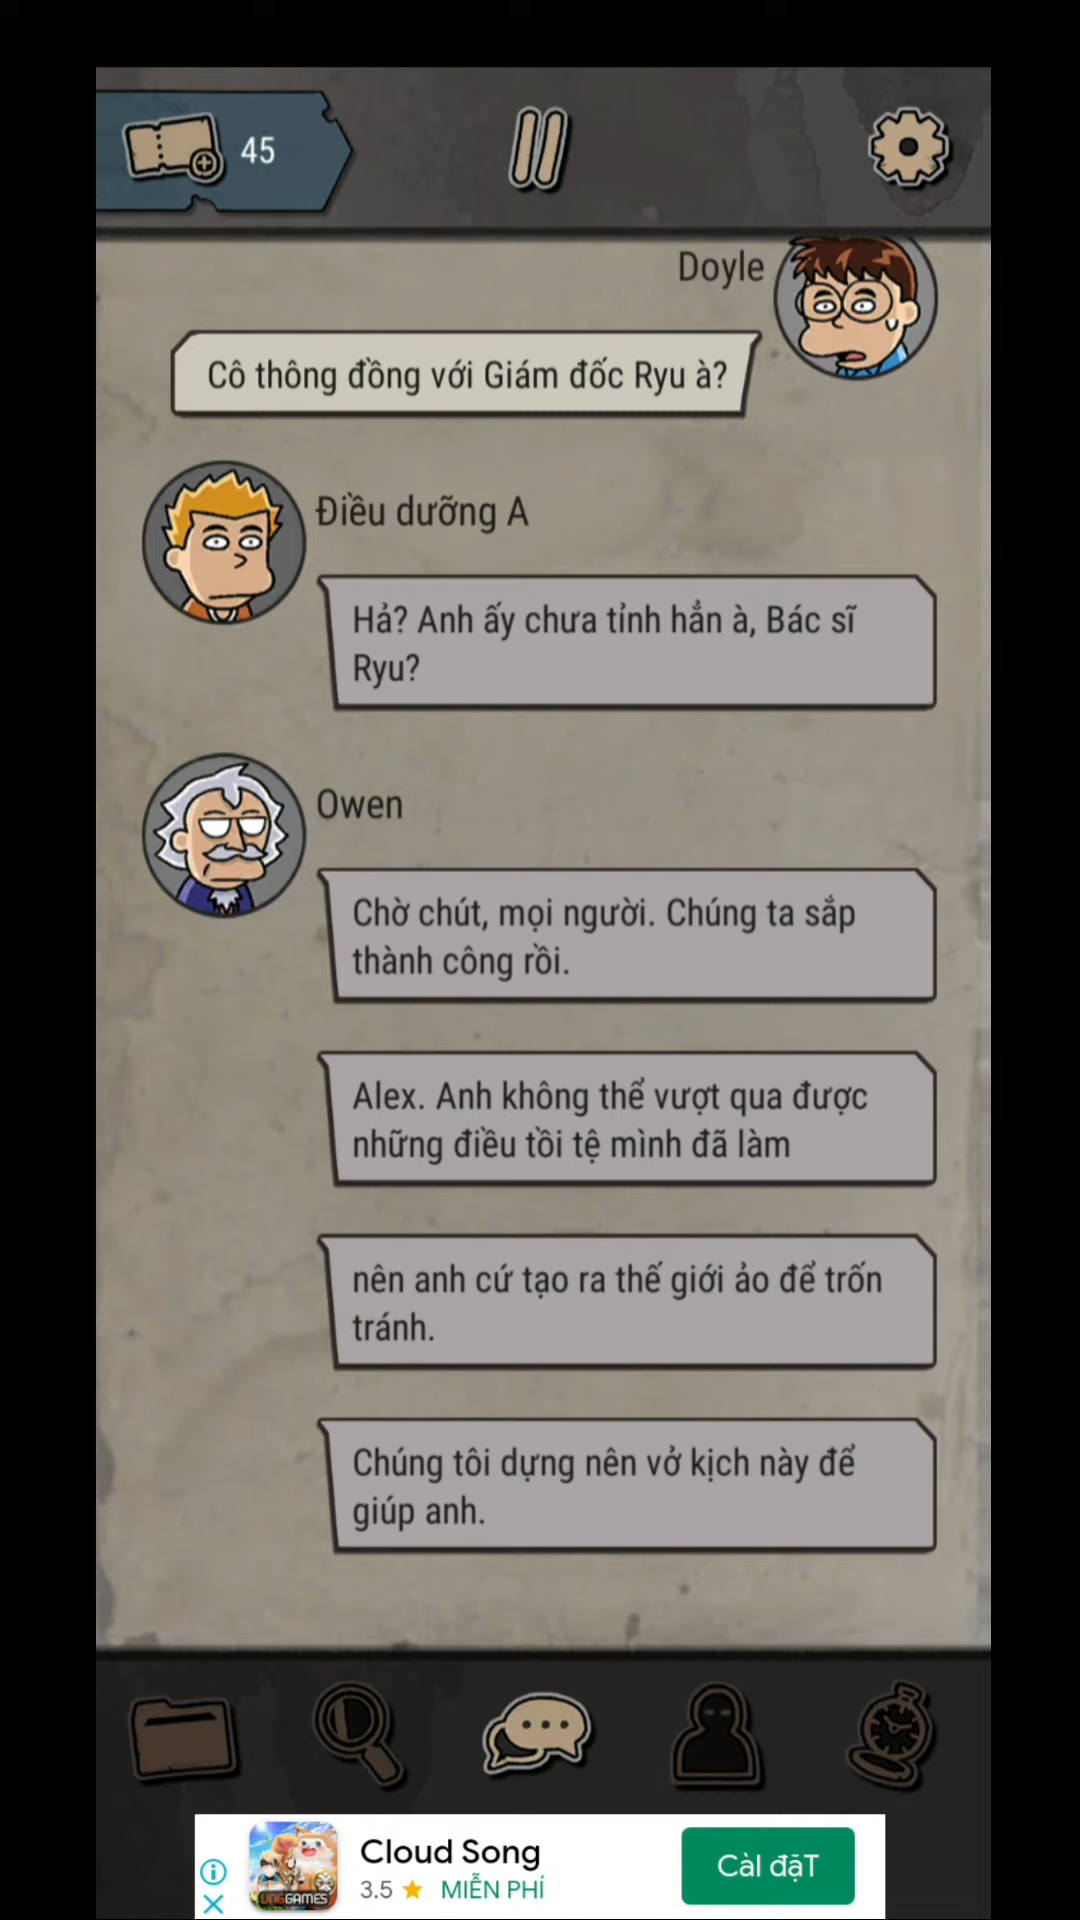 45
Doyle
Cô thông đồng với Giám đốc Ryu à?
Điều dưỡng A
Hả? Anh ấy chưa tỉnh hẳn à, Bác sĩ
Ryu?
Owen
Chờ chút, mọi người. Chúng ta sắp
thành công rồi.
Alex. Anh không thể vượt qua được
những điều tồi tệ mình đã làm
nên anh cứ tạo ra thế giới ảo để trốn
tránh.
Chúng tôi dựng nên vở kịch này để
giúp anh.
VNGGAMES
Cloud Song
3.5 ★ MIỄN PHÍ
Cài đặT